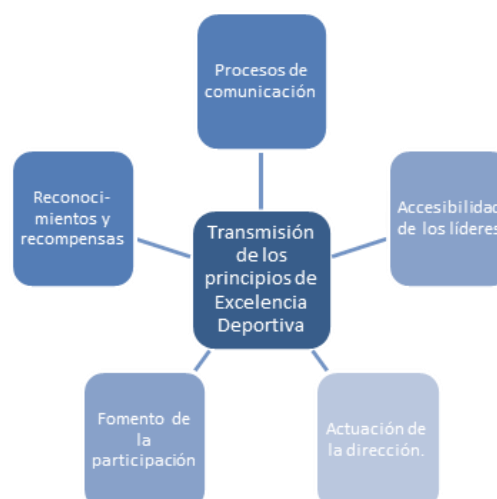 Procesos de
comunicación
Reconoci-
mientos y
recompensas
Accesibilidad
de los líderes
Transmisión
de los
principios de
Excelencia
Deportiva
Fomento de
la
participación
Actuación de
la dirección.